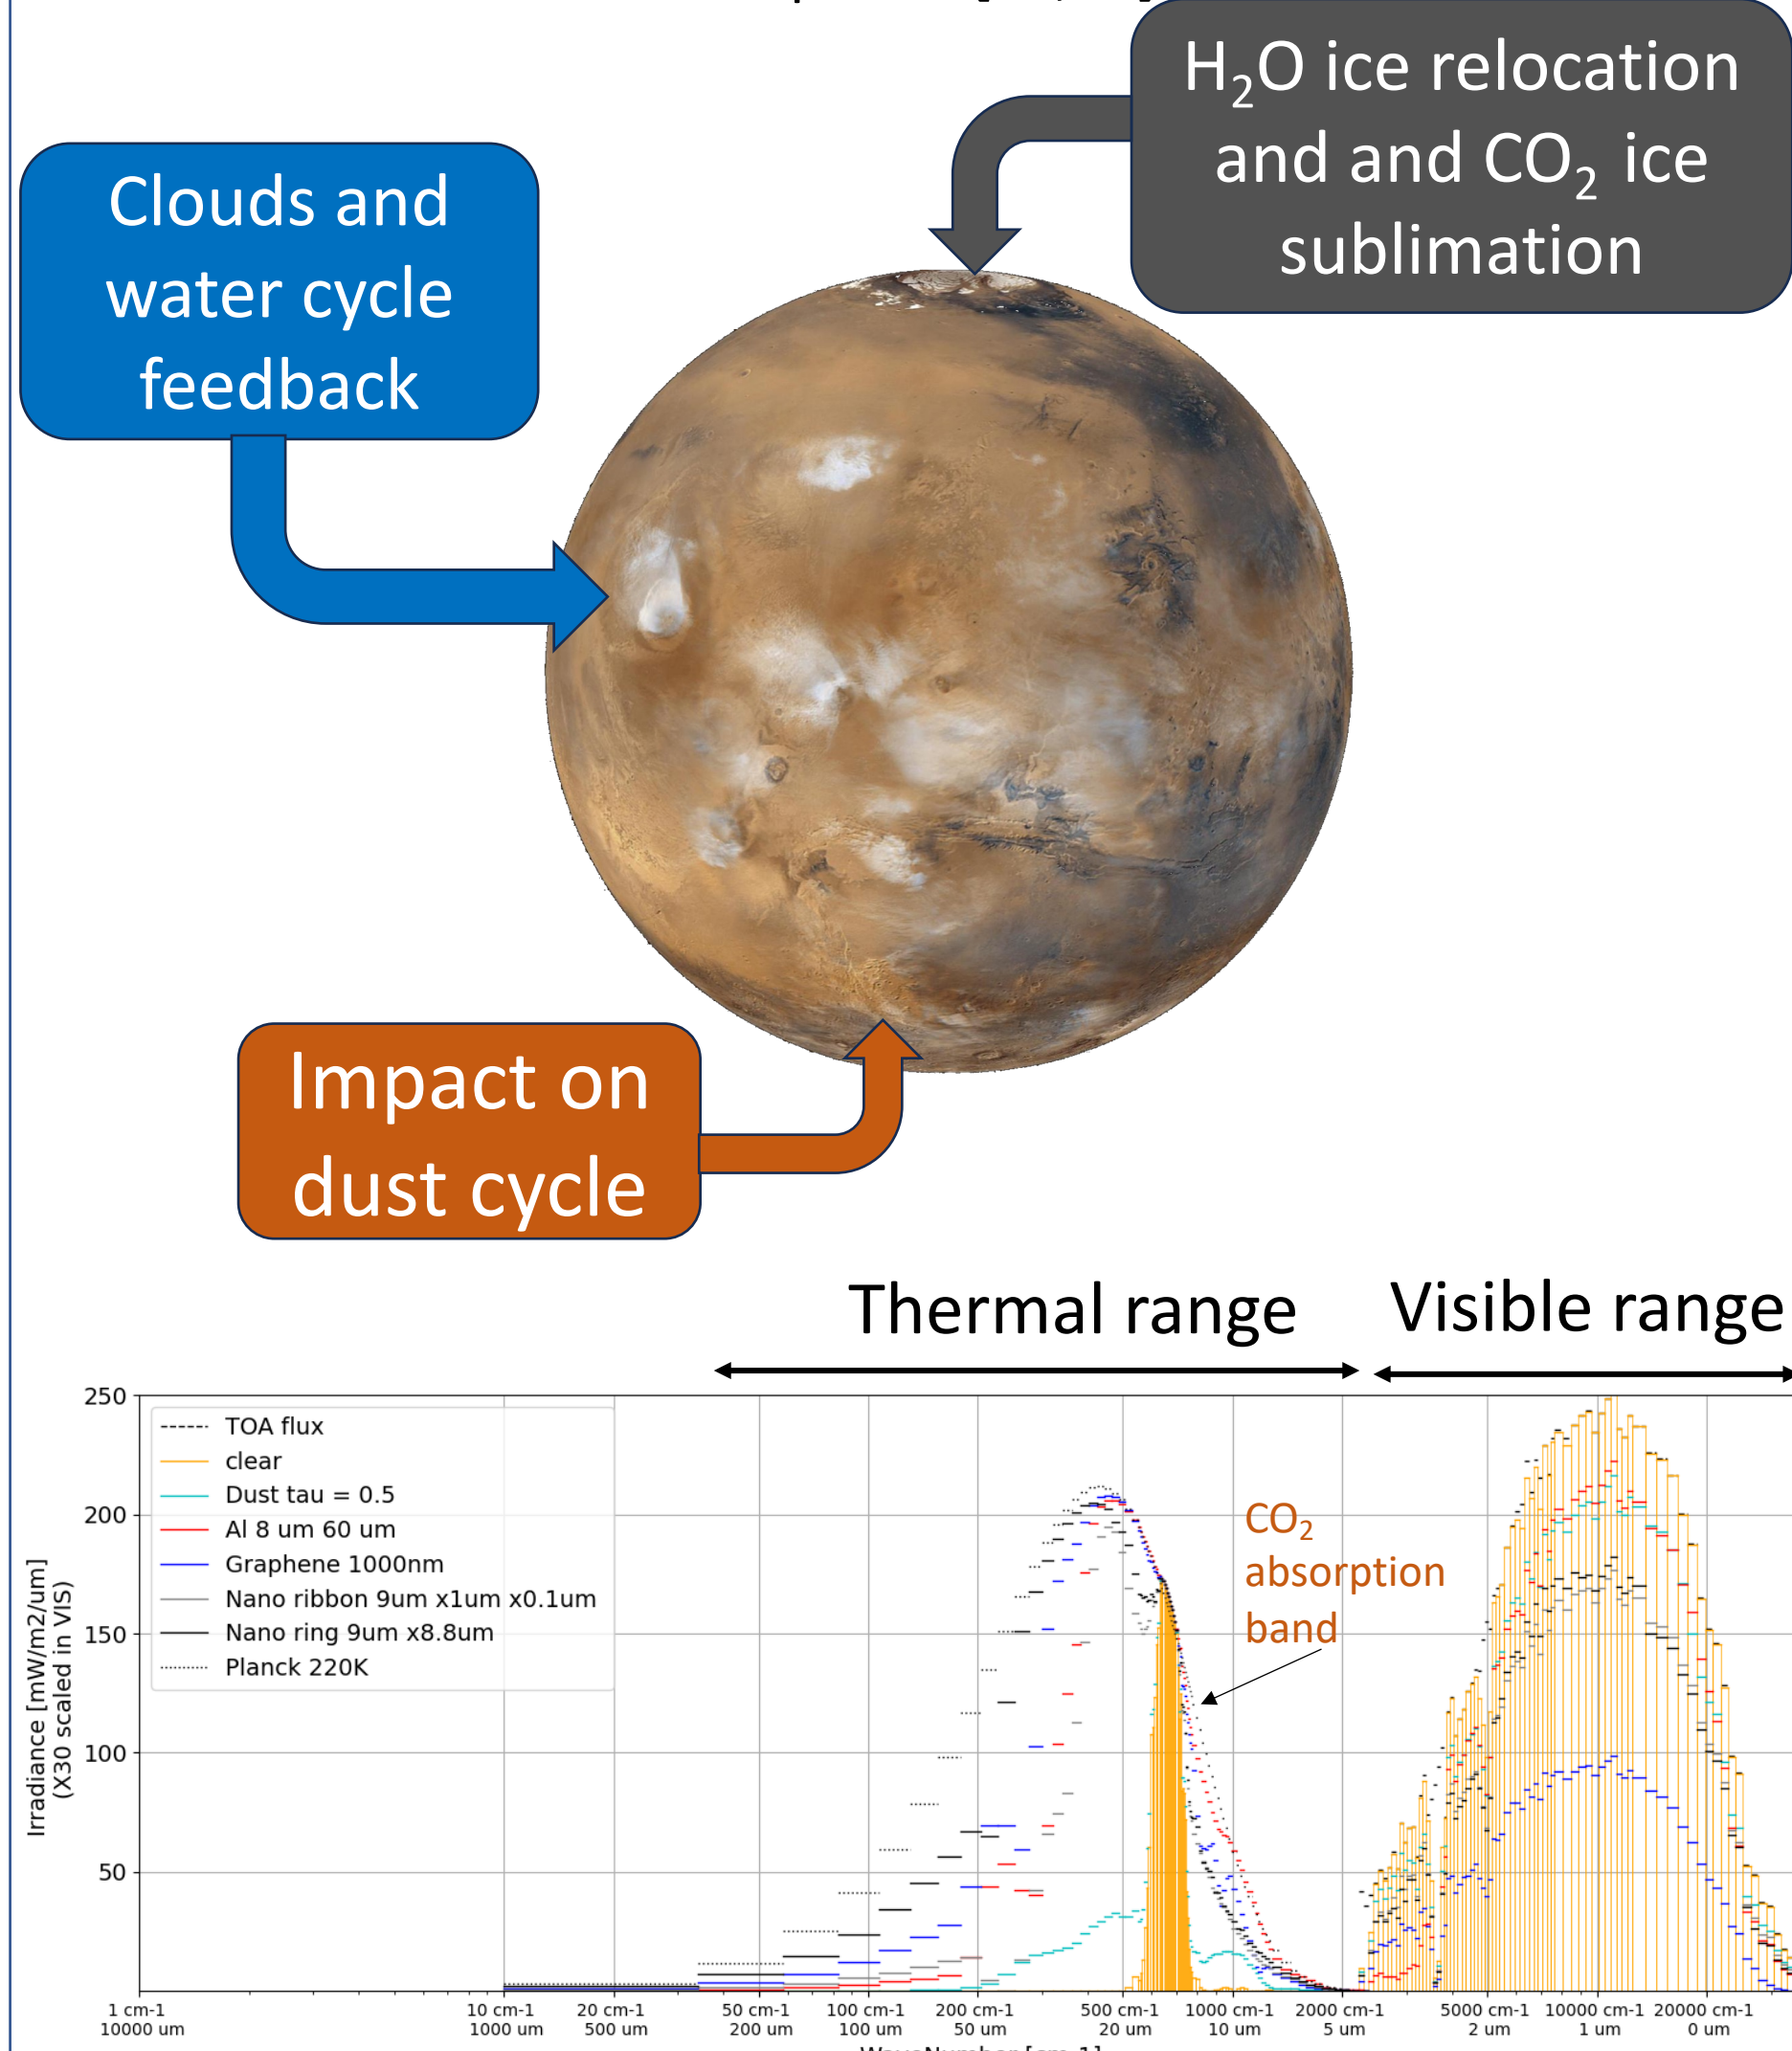 H₂O ice relocation
and and CO₂ ice
sublimation
Clouds and
water cycle
feedback
Impact on
dust cycle
Thermal range
Visible range
Irradiance [mW/m2/um]
(X30 scaled in VIS)
250
200
150
100
50
TOA flux
clear
Dust tau = 0.5
Al 8 um 60 um
Graphene 1000nm
Nano ribbon 9um x1um x0.1um
Nano ring 9um x8.8um
Planck 220K
CO₂
absorption
band
1 cm-1 10 cm-1 20 cm-1 50 cm-1 100 cm-1 200 cm-1 500 cm-1 1000 cm-1 2000 cm-1 5000 cm-1 10000 cm-1 20000 cm-1
10000 um 1000 um 500 um 200 um 100 um 50 um 20 um 10 um 5 um 2 um 1 um 0 um
WaveNumber [cm-1]